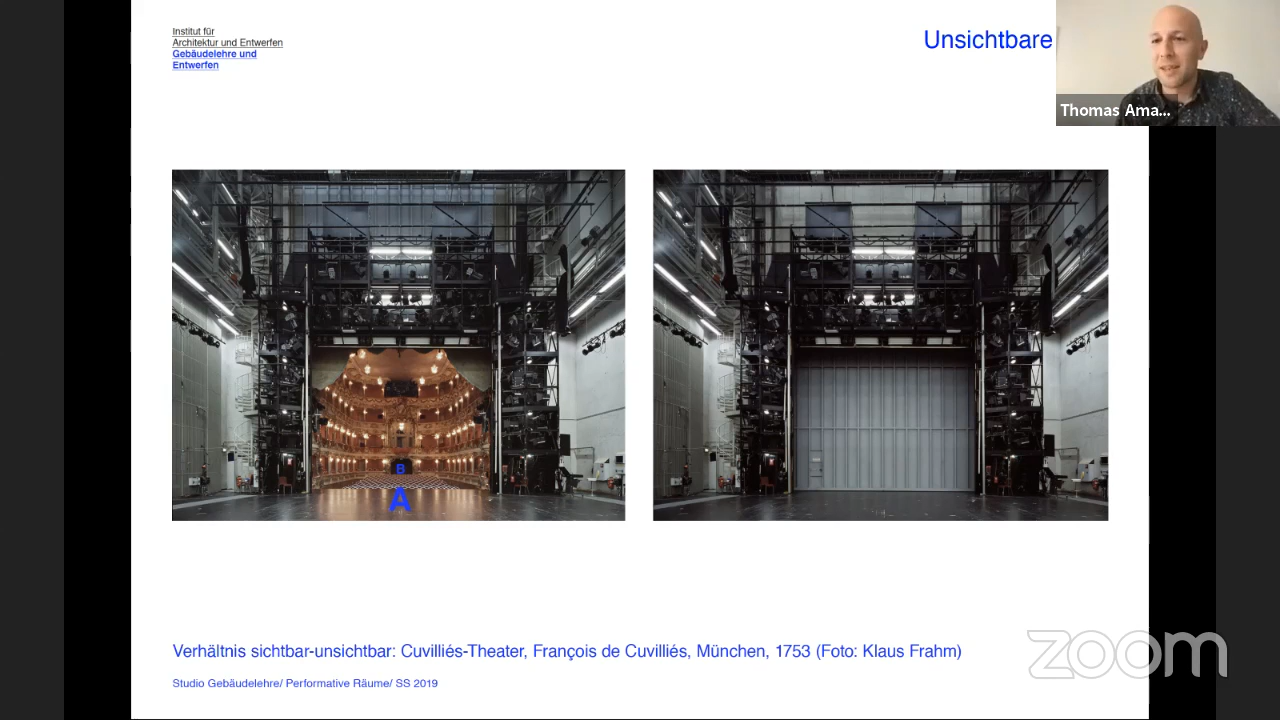 Institut für
Architektur und Entwerfen
Gebäudelehre und
Entwerfen
Unsichtbare
Thomas Ama...
B
A
Verhältnis sichtbar-unsichtbar: Cuvilliés-Theater, François de Cuvilliés, München, 1753 (Foto: Klaus Frahm)
Studio Gebäudelehre/ Performative Räume/ SS 2019
zoom